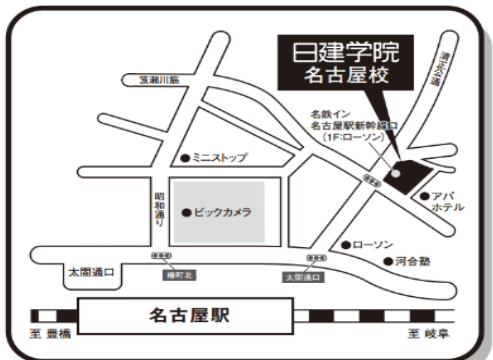 日建学院
名古屋校
笈瀬川筋
清正公通
名鉄イン
名古屋駅新幹線口
(1F:ローソン)
ミニストップ
昭和通り
ビックカメラ
アパ
ホテル
ローソン
河合塾
太閤通口
椿町北
太閤通口
名古屋駅
至 豊橋
至 岐阜